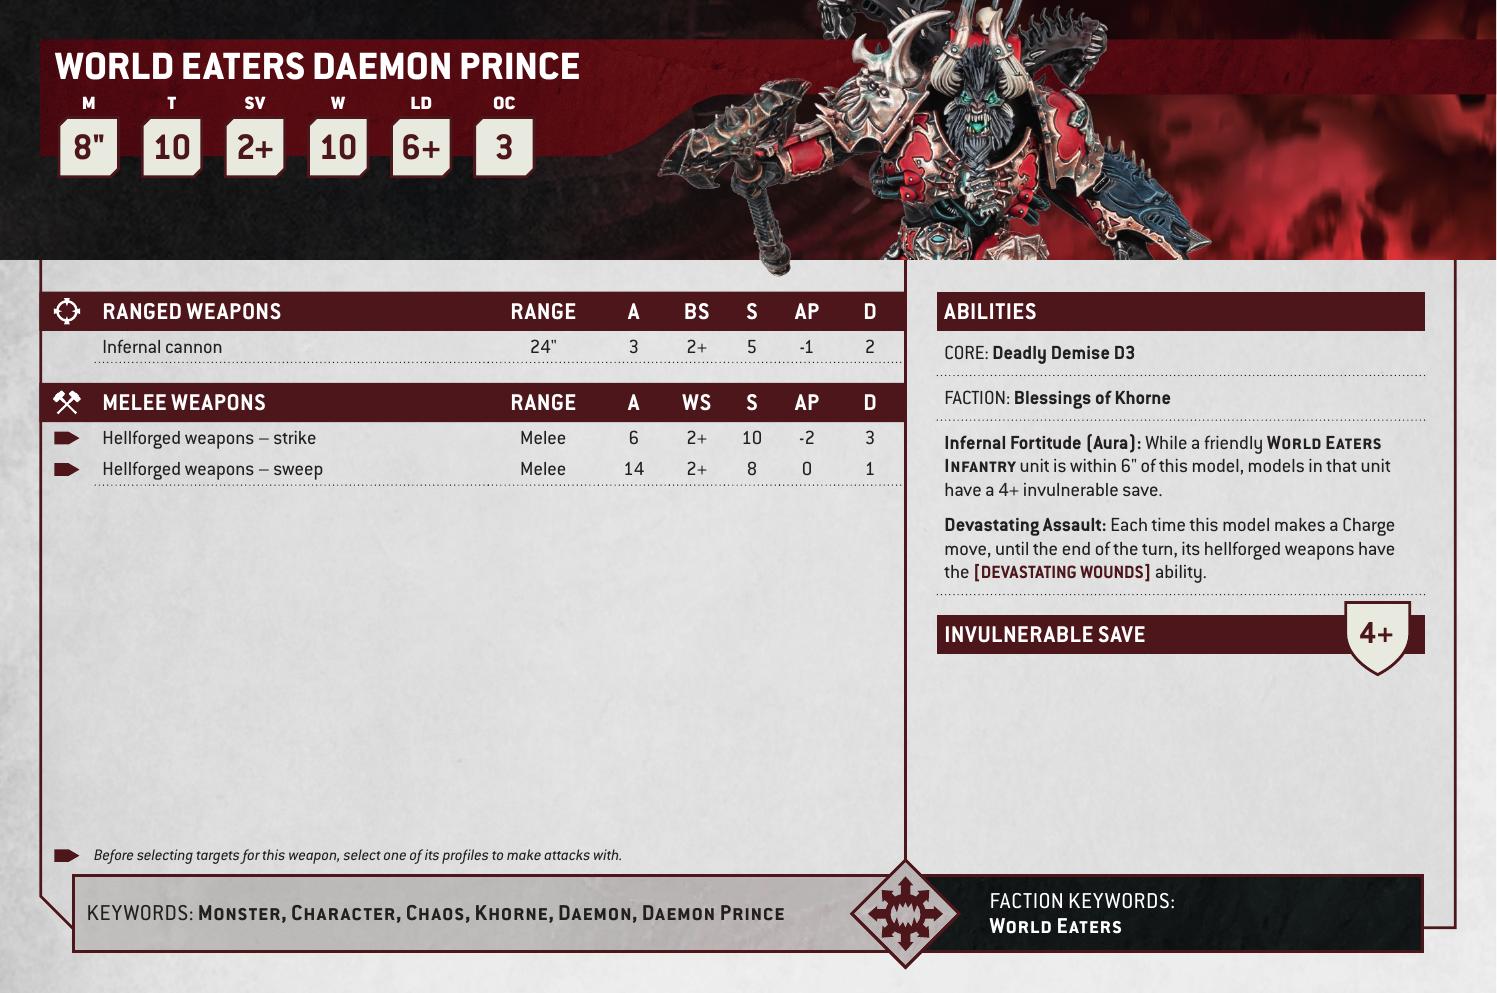 WORLD EATERS DAEMON PRINCE
M T SV W LD OC
8" 10 2+ 10 6+ 3
RANGED WEAPONS RANGE A BS S AP D
Infernal cannon 24" 3 2+ 5 -1 2
MELEE WEAPONS RANGE A WS S AP D
Hellforged weapons – strike Melee 6 2+ 10 -2 3
Hellforged weapons – sweep Melee 14 2+ 8 0 1
Before selecting targets for this weapon, select one of its profiles to make attacks with.
ABILITIES
CORE: Deadly Demise D3
FACTION: Blessings of Khorne
Infernal Fortitude (Aura): While a friendly WORLD EATERS
INFANTRY unit is within 6" of this model, models in that unit
have a 4+ invulnerable save.
Devastating Assault: Each time this model makes a Charge
move, until the end of the turn, its hellforged weapons have
the [DEVASTATING WOUNDS] ability.
INVULNERABLE SAVE 4+
KEYWORDS: MONSTER, CHARACTER, CHAOS, KHORNE, DAEMON, DAEMON PRINCE
FACTION KEYWORDS:
WORLD EATERS